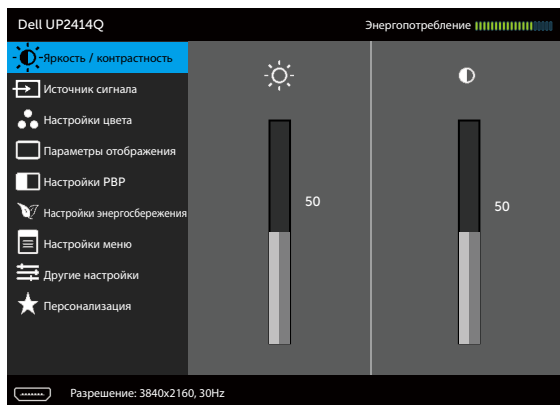 Dell UP2414Q
Энергопотребление
Яркость / контрастность
Источник сигнала
Настройки цвета
Параметры отображения
Настройки PBP
Настройки энергосбережения
Настройки меню
Другие настройки
Персонализация
50
50
Разрешение: 3840x2160, 30Hz